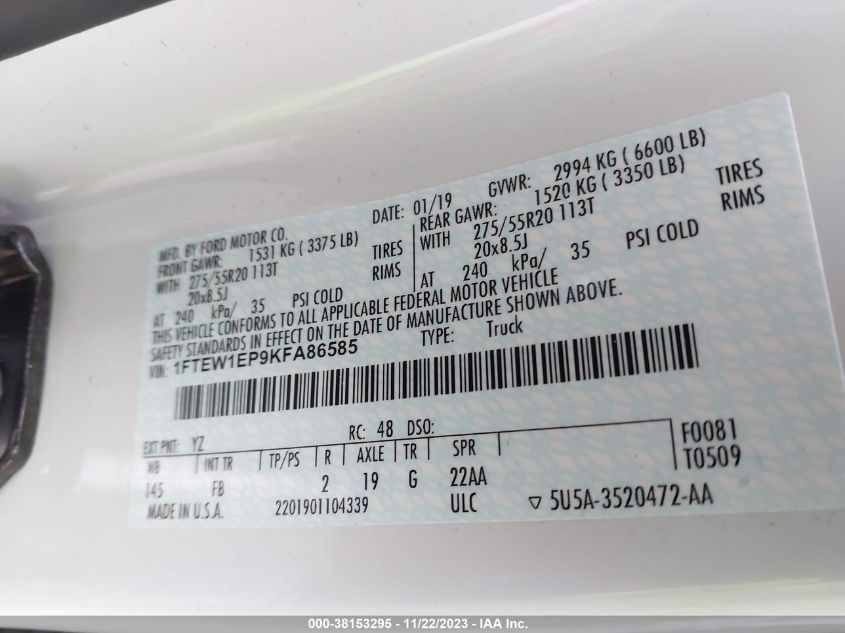 MFD. BY FORD MOTOR CO.
DATE: 01/19 GVWR: 2994 KG ( 6600 LB)
FRONT GAWR: 1531 KG ( 3375 LB) REAR GAWR: 1520 KG ( 3350 LB)
WITH 275/55R20 113T TIRES WITH 275/55R20 113T TIRES
20x8.5J RIMS 20x8.5J RIMS
AT 240 kPa/ 35 PSI COLD AT 240 kPa/ 35 PSI COLD
THIS VEHICLE CONFORMS TO ALL APPLICABLE FEDERAL MOTOR VEHICLE
SAFETY STANDARDS IN EFFECT ON THE DATE OF MANUFACTURE SHOWN ABOVE.
VIN: 1FTEW1EP9KFA86585 TYPE: Truck
EXT PNT: YZ RC: 48 DSO: F0081
WB INT TR TP/PS R AXLE TR SPR T0509
145 FB 2 19 G 22AA
MADE IN U.S.A. 2201901104339 ULC ▽ 5U5A-3520472-AA
000-38153295 - 11/22/2023 - IAA Inc.